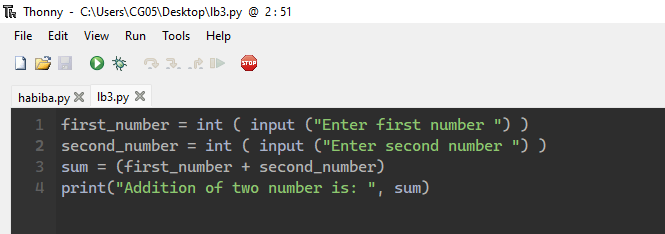 Thonny - C:\Users\CG05\Desktop\lb3.py @ 2:51
File Edit View Run Tools Help
STOP
habiba.py lb3.py
1 first_number = int ( input ("Enter first number ") )
2 second_number = int ( input ("Enter second number ") )
3 sum = (first_number + second_number)
4 print("Addition of two number is: ", sum)